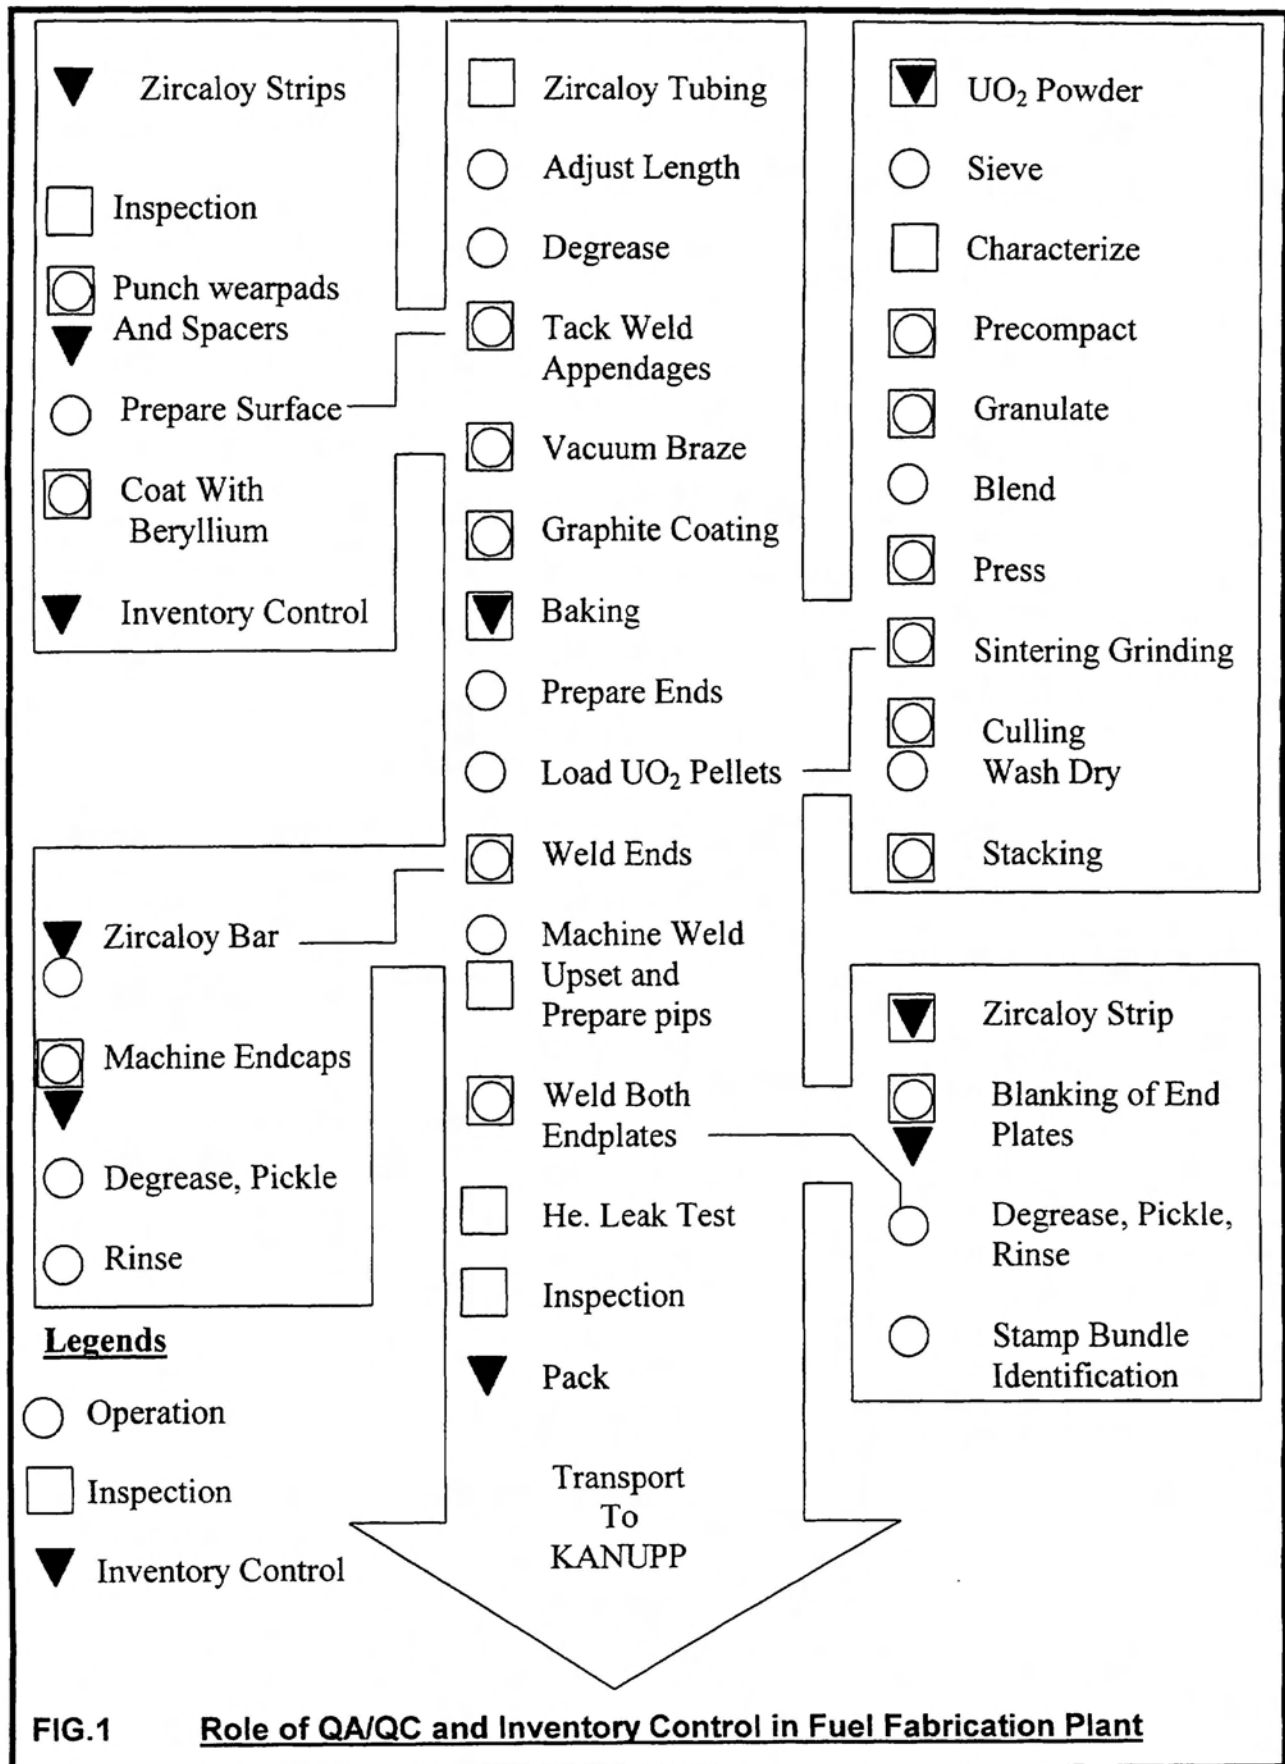 Zircaloy Strips
Inspection
Punch wearpads
And Spacers
Prepare Surface
Coat With
Beryllium
Inventory Control
Zircaloy Tubing
Adjust Length
Degrease
Tack Weld
Appendages
Vacuum Braze
Graphite Coating
Baking
Prepare Ends
Load UO₂ Pellets
Weld Ends
Machine Weld
Upset and
Prepare pips
Weld Both
Endplates
He. Leak Test
Inspection
Pack
Transport
To
KANUPP
UO₂ Powder
Sieve
Characterize
Precompact
Granulate
Blend
Press
Sintering Grinding
Culling
Wash Dry
Stacking
Zircaloy Bar
Machine Endcaps
Degrease, Pickle
Rinse
Zircaloy Strip
Blanking of End
Plates
Degrease, Pickle,
Rinse
Stamp Bundle
Identification
Legends
Operation
Inspection
Inventory Control
FIG.1 Role of QA/QC and Inventory Control in Fuel Fabrication Plant